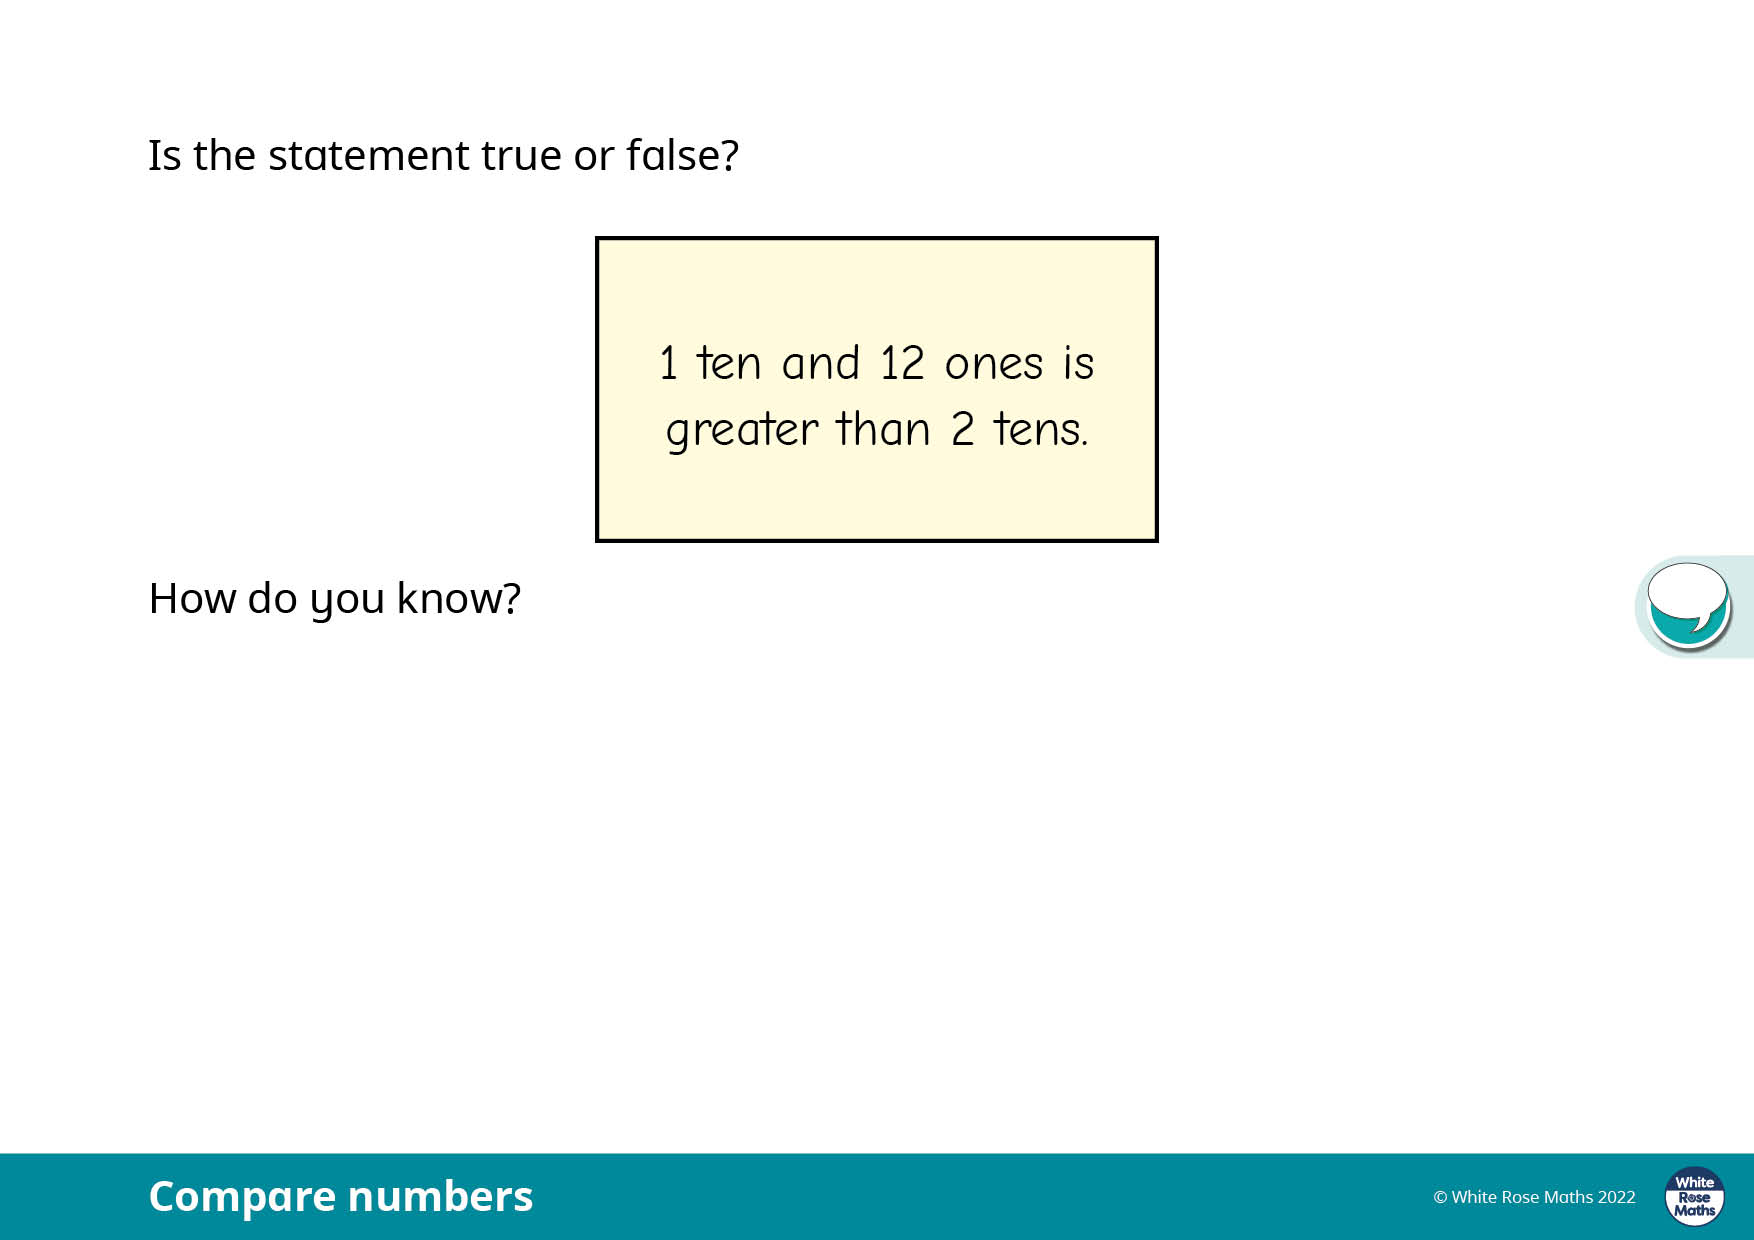 Is the statement true or false?
1 ten and 12 ones is
greater than 2 tens.
How do you know?
Compare numbers
© White Rose Maths 2022
White
Rose
Maths